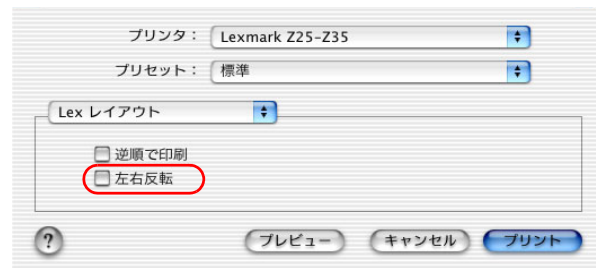 プリンタ： Lexmark Z25-Z35
プリセット： 標準
Lex レイアウト
逆順で印刷
左右反転
? プレビュー キャンセル プリント